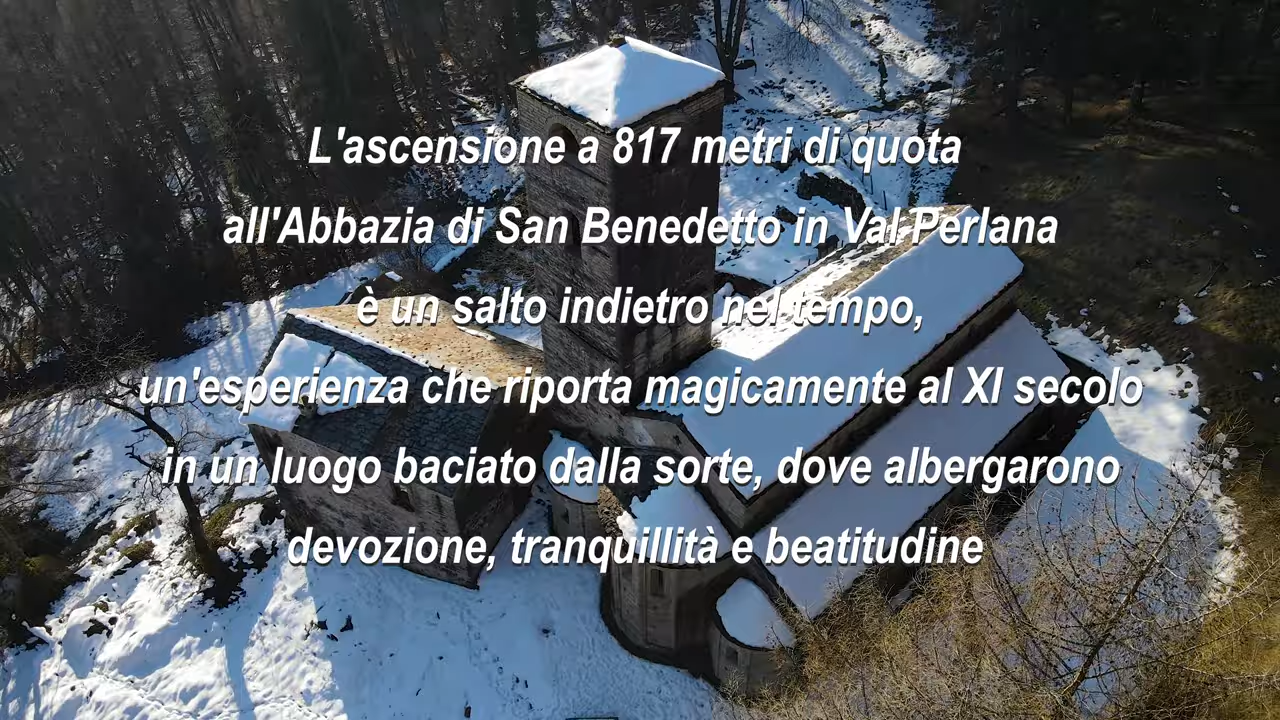 L'ascensione a 817 metri di quota
all'Abbazia di San Benedetto in Val Perlana
è un salto indietro nel tempo,
un'esperienza che riporta magicamente al XI secolo
in un luogo baciato dalla sorte, dove albergarono
devozione, tranquillità e beatitudine